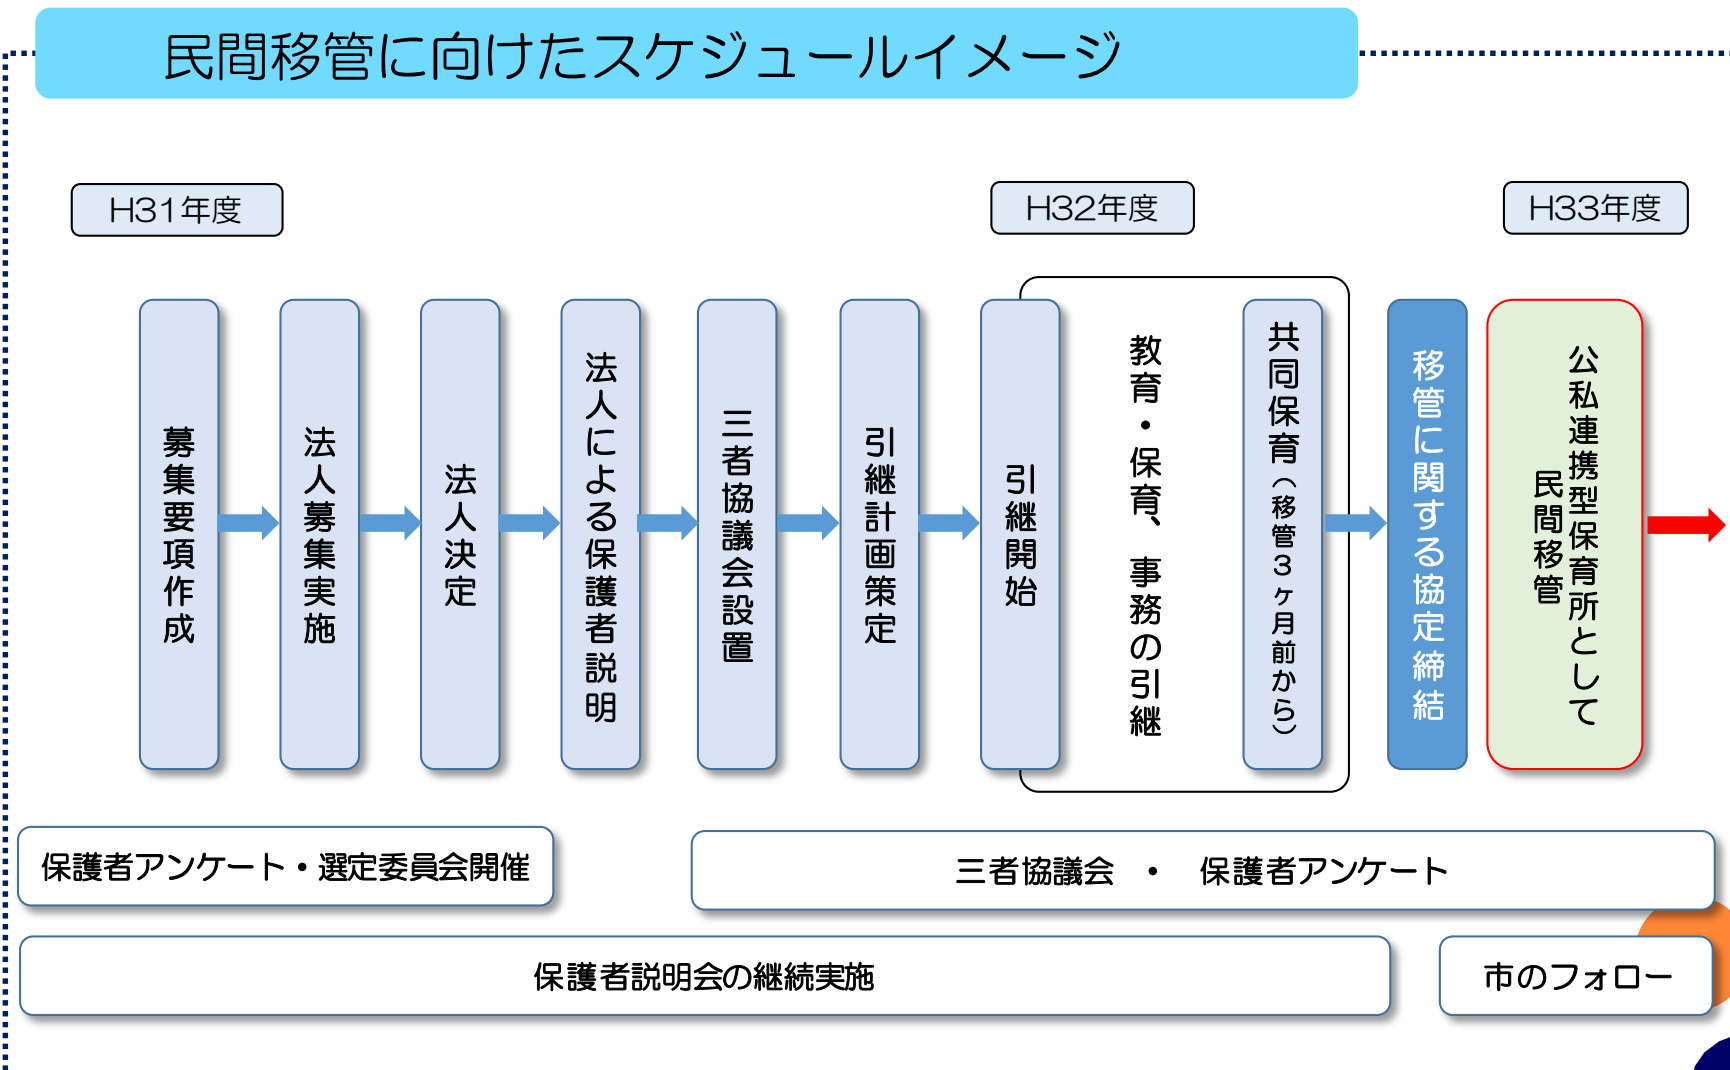 民間移管に向けたスケジュールイメージ
H31年度
H32年度
H33年度
募集要項作成
法人募集実施
法人決定
法人による保護者説明
三者協議会設置
引継計画策定
引継開始
教育・保育、事務の引継
共同保育（移管３ヶ月前から）
移管に関する協定締結
公私連携型保育所として
民間移管
保護者アンケート・選定委員会開催
三者協議会　・　保護者アンケート
保護者説明会の継続実施
市のフォロー